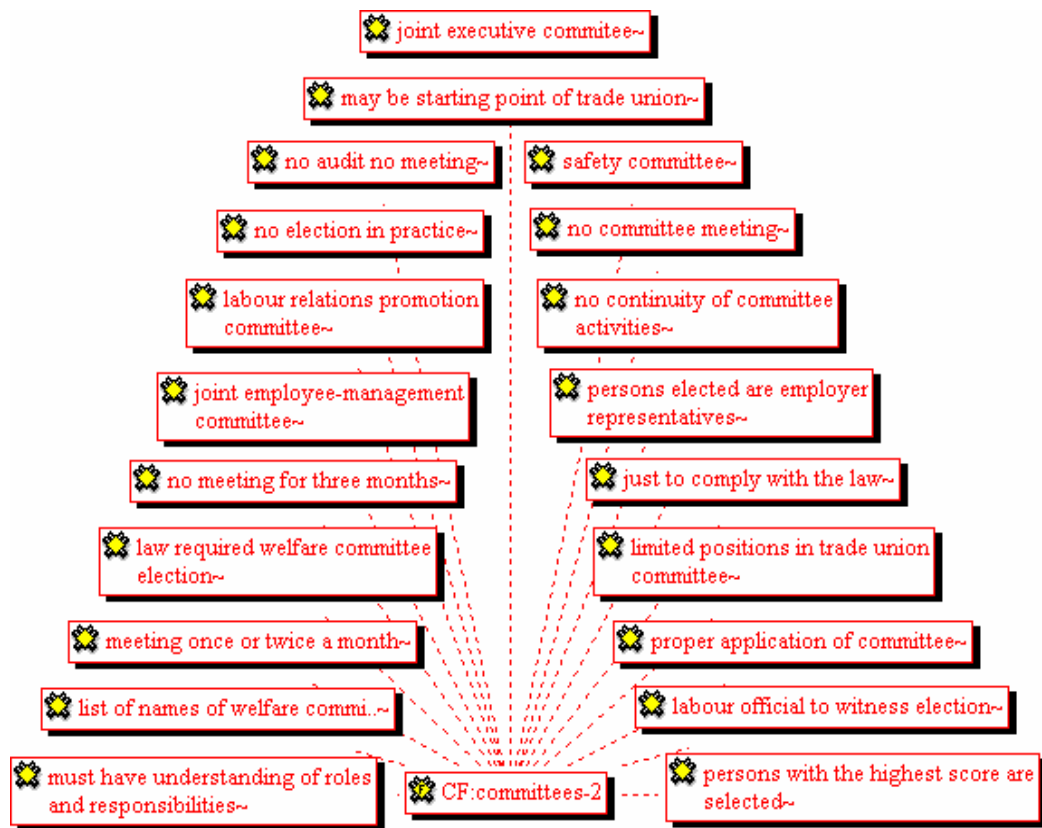 joint executive commitee~
may be starting point of trade union~
no audit no meeting~
safety committee~
no election in practice~
no committee meeting~
labour relations promotion
committee~
no continuity of committee
activities~
joint employee-management
committee~
persons elected are employer
representatives~
no meeting for three months~
just to comply with the law~
law required welfare committee
election~
limited positions in trade union
committee~
meeting once or twice a month~
proper application of committee~
list of names of welfare commi..~
labour official to witness election~
must have understanding of roles
and responsibilities~
CF:committees-2
persons with the highest score are
selected~